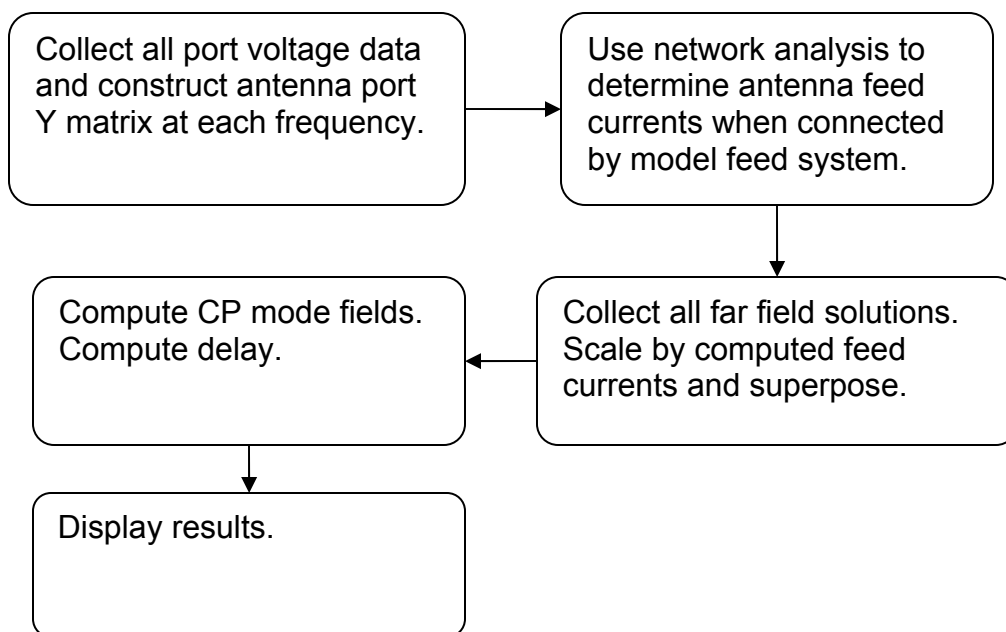 Collect all port voltage data
and construct antenna port
Y matrix at each frequency.
Use network analysis to
determine antenna feed
currents when connected
by model feed system.
Collect all far field solutions.
Scale by computed feed
currents and superpose.
Compute CP mode fields.
Compute delay.
Display results.